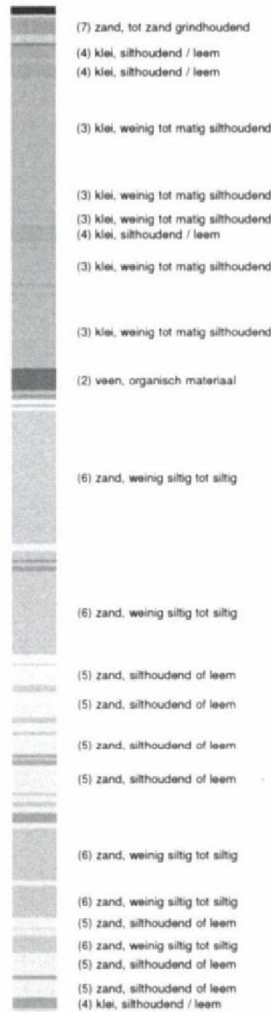 (7) zand, tot zand grindhoudend
(4) klei, silthoudend / leem
(4) klei, silthoudend / leem
(3) klei, weinig tot matig silthoudend
(3) klei, weinig tot matig silthoudend
(3) klei, weinig tot matig silthoudend
(4) klei, silthoudend / leem
(3) klei, weinig tot matig silthoudend
(3) klei, weinig tot matig silthoudend
(2) veen, organisch materiaal
(6) zand, weinig siltig tot siltig
(6) zand, weinig siltig tot siltig
(5) zand, silthoudend of leem
(5) zand, silthoudend of leem
(5) zand, silthoudend of leem
(5) zand, silthoudend of leem
(6) zand, weinig siltig tot siltig
(6) zand, weinig siltig tot siltig
(5) zand, silthoudend of leem
(6) zand, weinig siltig tot siltig
(5) zand, silthoudend of leem
(5) zand, silthoudend of leem
(4) klei, silthoudend / leem